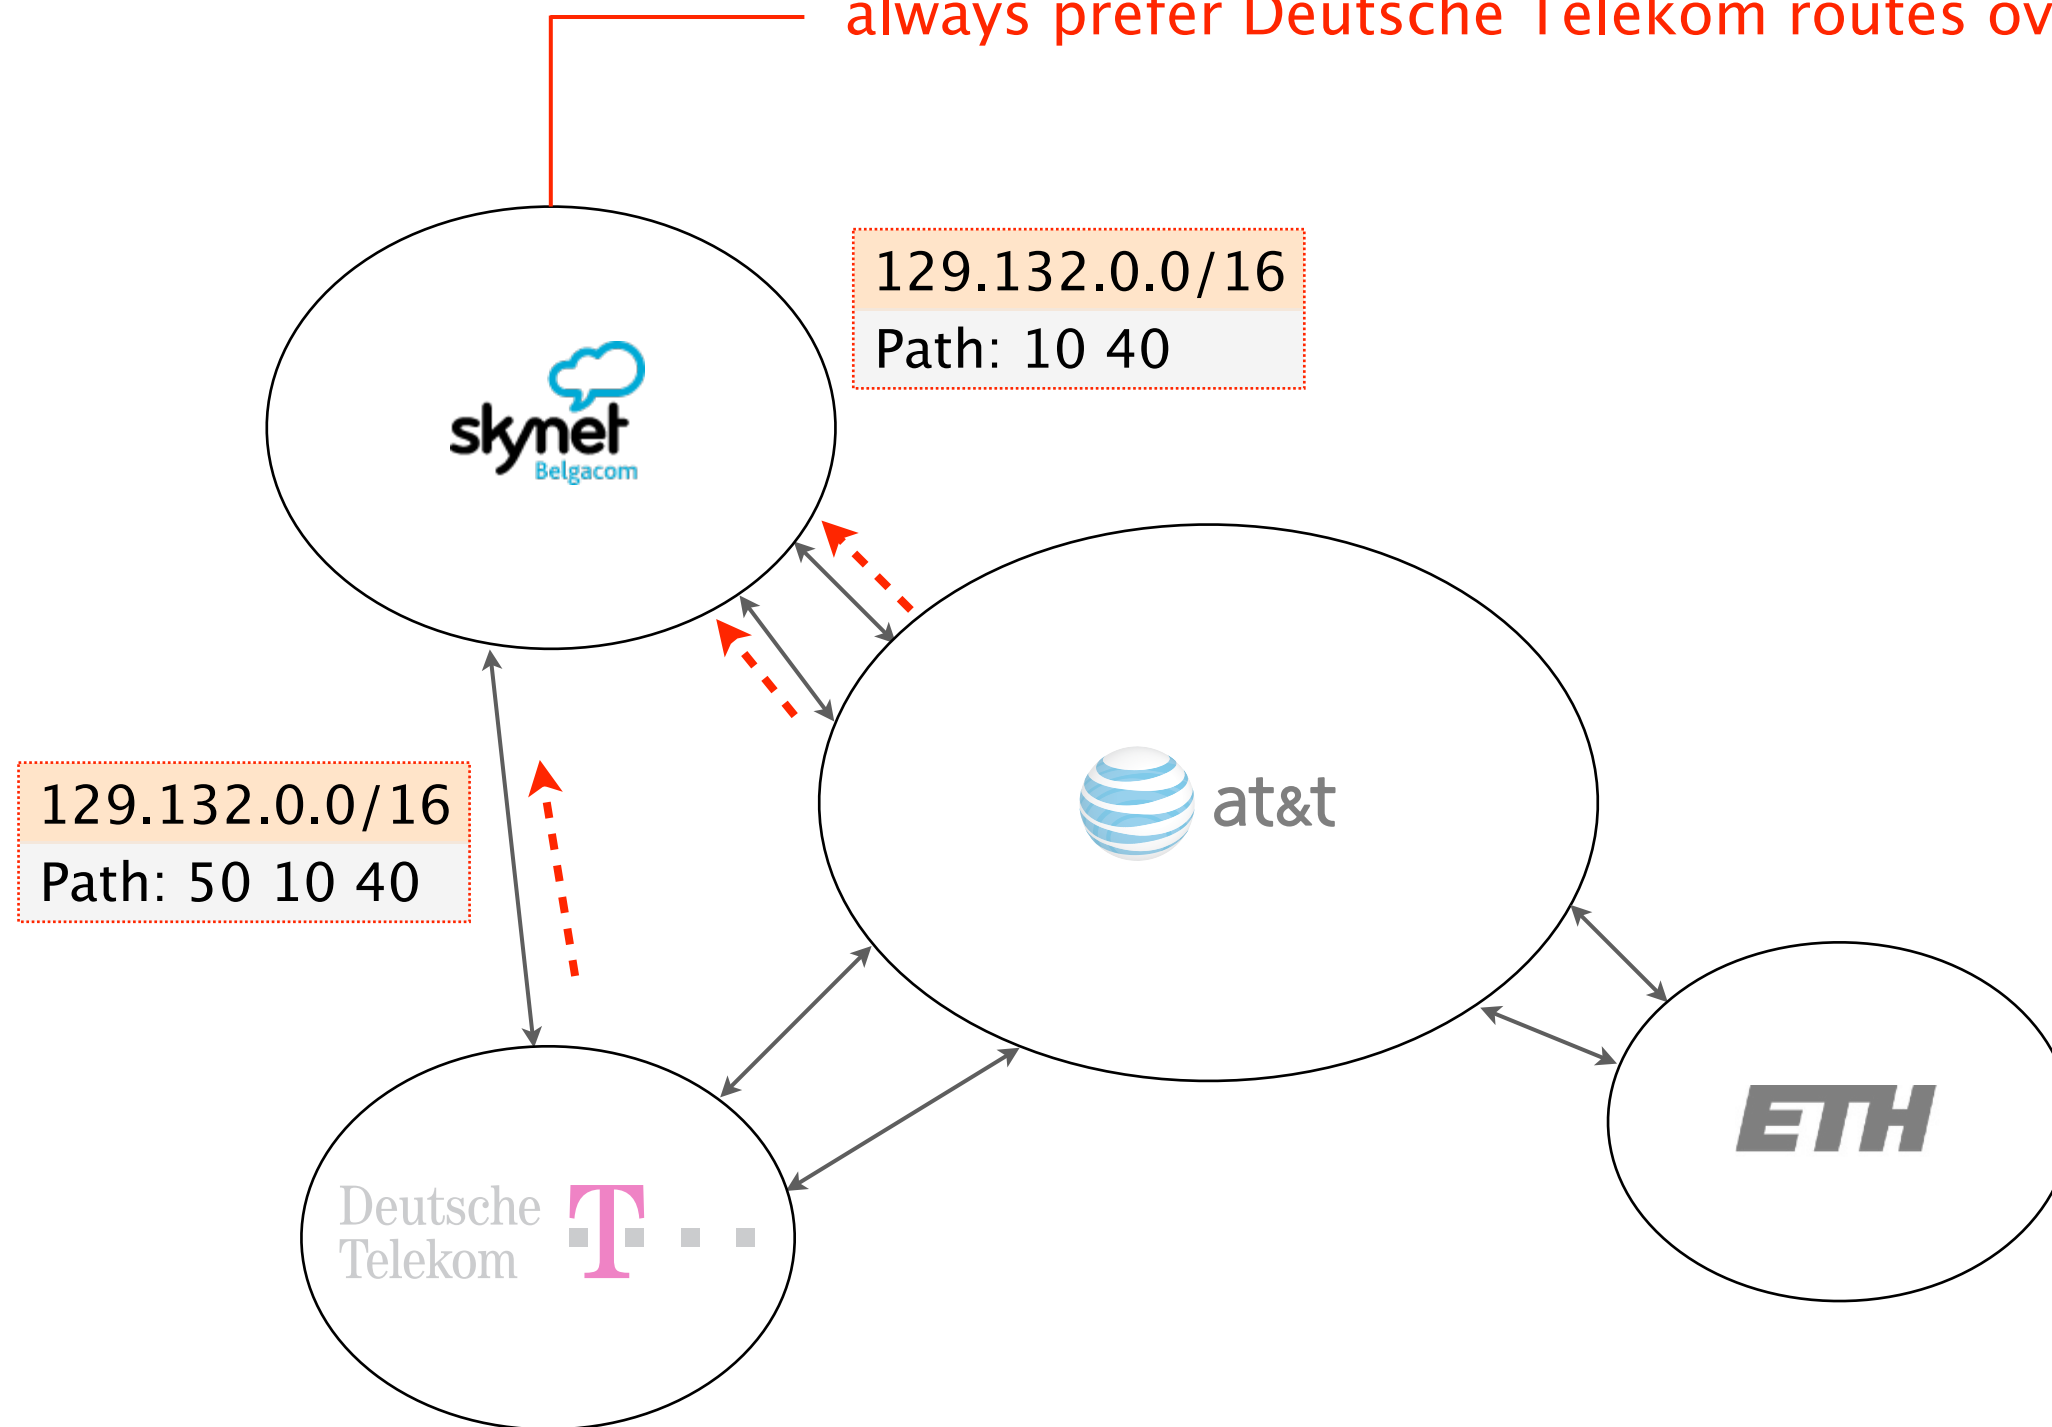 always prefer Deutsche Telekom routes ov
129.132.0.0/16
Path: 10 40
skynet
Belgacom
at&t
129.132.0.0/16
Path: 50 10 40
ETH
Deutsche
Telekom
T